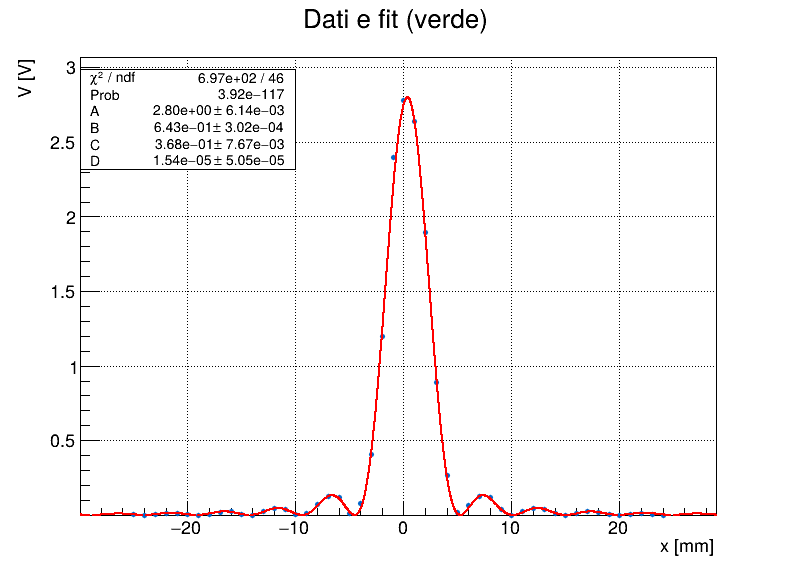 Dati e fit (verde)
V [V]
χ² / ndf 6.97e+02 / 46
Prob 3.92e−117
A 2.80e+00 ± 6.14e−03
B 6.43e−01 ± 3.02e−04
C 3.68e−01 ± 7.67e−03
D 1.54e−05 ± 5.05e−05
3
2.5
2
1.5
1
0.5
−20 −10 0 10 20
x [mm]